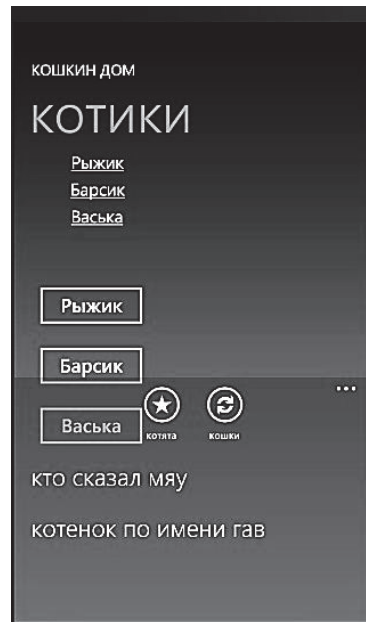 КОШКИН ДОМ
КОТИКИ
Рыжик
Барсик
Васька
Рыжик
Барсик
Васька
котята
кошки
кто сказал мяу
котенок по имени гав